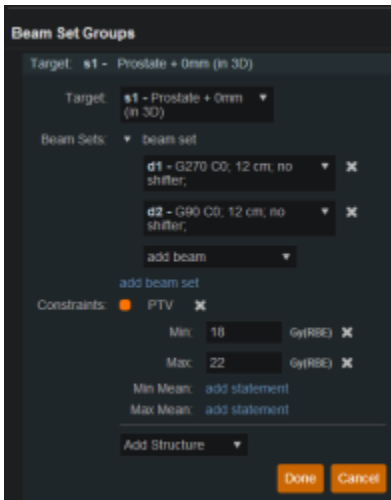 Beam Set Groups
Target: s1 - Prostate + 0mm (in 3D)
Target: s1 - Prostate + 0mm
(in 3D)
Beam Sets: beam set
d1 - G270 C0; 12 cm; no
shifter;
d2 - G90 C0; 12 cm; no
shifter;
add beam
add beam set
Constraints: PTV
Min: 18 Gy(RBE)
Max: 22 Gy(RBE)
Min Mean: add statement
Max Mean: add statement
Add Structure
Done Cancel